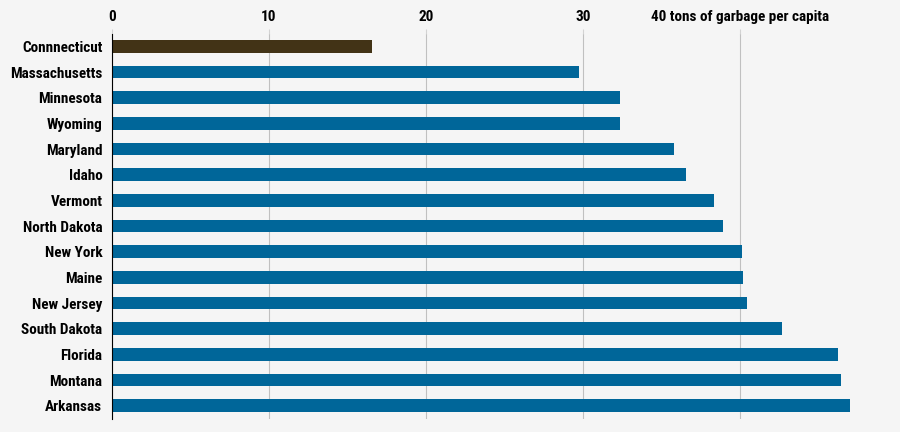 0 10 20 30 40 tons of garbage per capita
Connnecticut
Massachusetts
Minnesota
Wyoming
Maryland
Idaho
Vermont
North Dakota
New York
Maine
New Jersey
South Dakota
Florida
Montana
Arkansas